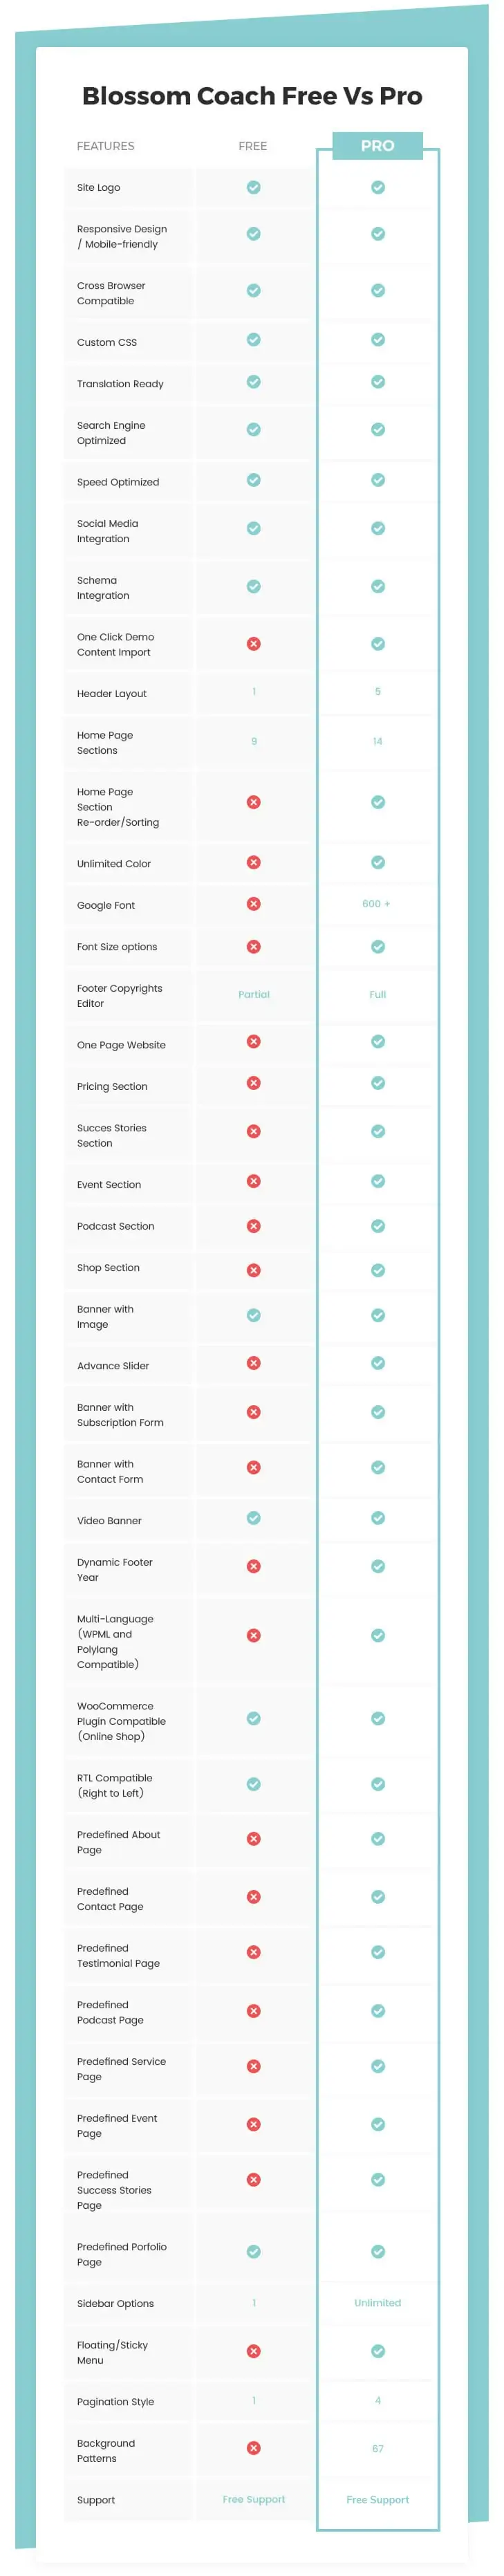 Blossom Coach Free Vs Pro
FEATURES FREE PRO
Site Logo
Responsive Design
/ Mobile-friendly
Cross Browser
Compatible
Custom CSS
Translation Ready
Search Engine
Optimized
Speed Optimized
Social Media
Integration
Schema
Integration
One Click Demo
Content Import
Header Layout 1 5
Home Page
Sections
9 14
Home Page
Section
Re-order/Sorting
Unlimited Color
Google Font 600 +
Font Size options
Footer Copyrights
Editor
Partial Full
One Page Website
Pricing Section
Succes Stories
Section
Event Section
Podcast Section
Shop Section
Banner with
Image
Advance Slider
Banner with
Subscription Form
Banner with
Contact Form
Video Banner
Dynamic Footer
Year
Multi-Language
(WPML and
Polylang
Compatible)
WooCommerce
Plugin Compatible
(Online Shop)
RTL Compatible
(Right to Left)
Predefined About
Page
Predefined
Contact Page
Predefined
Testimonial Page
Predefined
Podcast Page
Predefined Service
Page
Predefined Event
Page
Predefined
Success Stories
Page
Predefined Porfolio
Page
Sidebar Options 1 Unlimited
Floating/Sticky
Menu
Pagination Style 1 4
Background
Patterns
67
Support Free Support Free Support